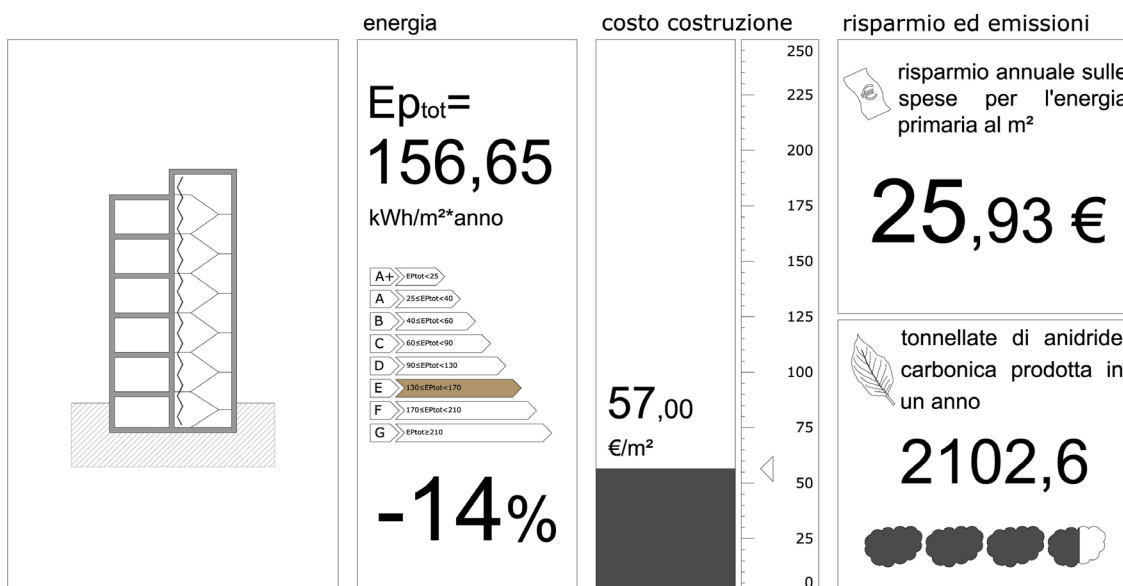 energia
costo costruzione
risparmio ed emissioni
Eptot=
156,65
kWh/m²*anno
A+ EPtot<25
A 25≤EPtot<40
B 40≤EPtot<60
C 60≤EPtot<90
D 90≤EPtot<130
E 130≤EPtot<170
F 170≤EPtot<210
G EPtot≥210
-14%
57,00
€/m²
250
225
200
175
150
125
100
75
50
25
0
€
risparmio annuale sulle
spese per l'energia
primaria al m²
25,93 €
tonnellate di anidride
carbonica prodotta in
un anno
2102,6